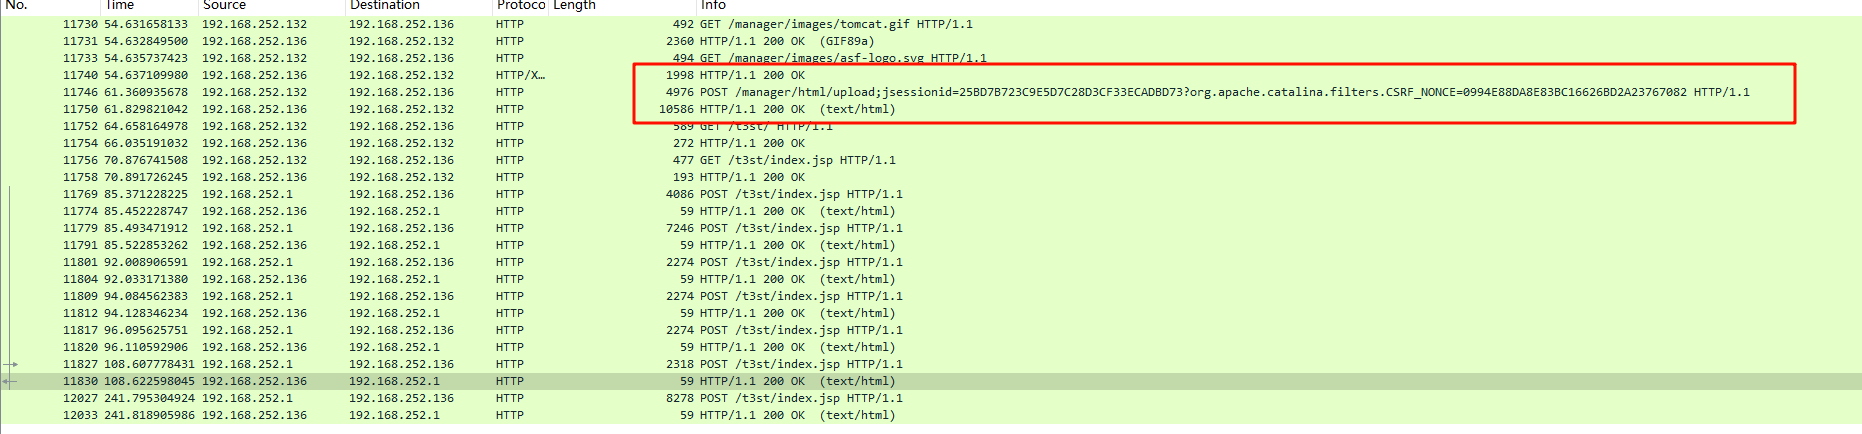 No. Time Source Destination Protoco Length Info
11730 54.631658133 192.168.252.132 192.168.252.136 HTTP 492 GET /manager/images/tomcat.gif HTTP/1.1
11731 54.632849500 192.168.252.136 192.168.252.132 HTTP 2360 HTTP/1.1 200 OK (GIF89a)
11733 54.635737423 192.168.252.132 192.168.252.136 HTTP 494 GET /manager/images/asf-logo.svg HTTP/1.1
11740 54.637109980 192.168.252.136 192.168.252.132 HTTP/X… 1998 HTTP/1.1 200 OK
11746 61.360935678 192.168.252.132 192.168.252.136 HTTP 4976 POST /manager/html/upload;jsessionid=25BD7B723C9E5D7C28D3CF33ECADBD73?org.apache.catalina.filters.CSRF_NONCE=0994E88DA8E83BC16626BD2A23767082 HTTP/1.1
11750 61.829821042 192.168.252.136 192.168.252.132 HTTP 10586 HTTP/1.1 200 OK (text/html)
11752 64.658164978 192.168.252.132 192.168.252.136 HTTP 589 GET /t3st/ HTTP/1.1
11754 66.035191032 192.168.252.136 192.168.252.132 HTTP 272 HTTP/1.1 200 OK
11756 70.876741508 192.168.252.132 192.168.252.136 HTTP 477 GET /t3st/index.jsp HTTP/1.1
11758 70.891726245 192.168.252.136 192.168.252.132 HTTP 193 HTTP/1.1 200 OK
11769 85.371228225 192.168.252.1 192.168.252.136 HTTP 4086 POST /t3st/index.jsp HTTP/1.1
11774 85.452228747 192.168.252.136 192.168.252.1 HTTP 59 HTTP/1.1 200 OK (text/html)
11779 85.493471912 192.168.252.1 192.168.252.136 HTTP 7246 POST /t3st/index.jsp HTTP/1.1
11791 85.522853262 192.168.252.136 192.168.252.1 HTTP 59 HTTP/1.1 200 OK (text/html)
11801 92.008906591 192.168.252.1 192.168.252.136 HTTP 2274 POST /t3st/index.jsp HTTP/1.1
11804 92.033171380 192.168.252.136 192.168.252.1 HTTP 59 HTTP/1.1 200 OK (text/html)
11809 94.084562383 192.168.252.1 192.168.252.136 HTTP 2274 POST /t3st/index.jsp HTTP/1.1
11812 94.128346234 192.168.252.136 192.168.252.1 HTTP 59 HTTP/1.1 200 OK (text/html)
11817 96.095625751 192.168.252.1 192.168.252.136 HTTP 2274 POST /t3st/index.jsp HTTP/1.1
11820 96.110592906 192.168.252.136 192.168.252.1 HTTP 59 HTTP/1.1 200 OK (text/html)
11827 108.607778431 192.168.252.1 192.168.252.136 HTTP 2318 POST /t3st/index.jsp HTTP/1.1
11830 108.622598045 192.168.252.136 192.168.252.1 HTTP 59 HTTP/1.1 200 OK (text/html)
12027 241.795304924 192.168.252.1 192.168.252.136 HTTP 8278 POST /t3st/index.jsp HTTP/1.1
12033 241.818905986 192.168.252.136 192.168.252.1 HTTP 59 HTTP/1.1 200 OK (text/html)